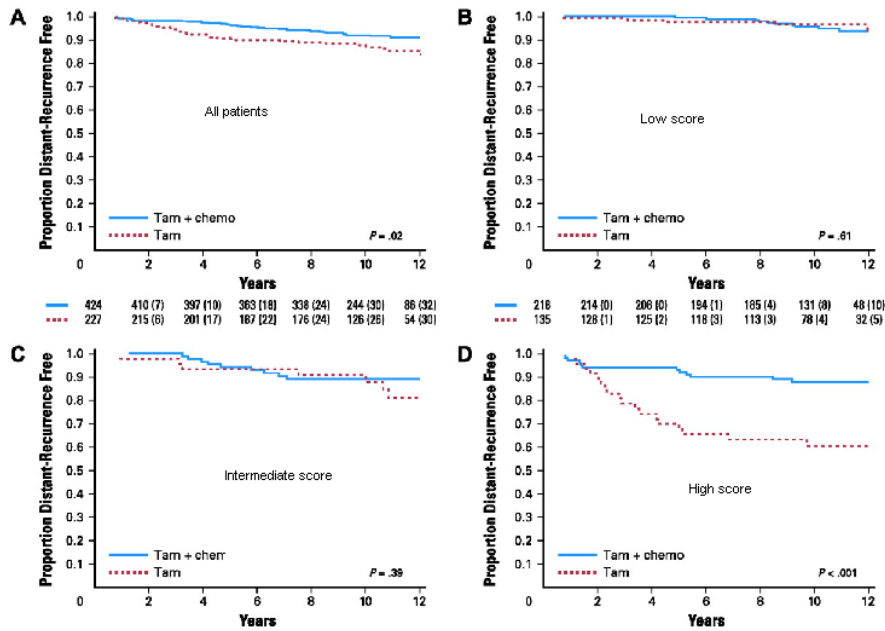 A
Proportion Distant-Recurrence Free
1.0
0.9
0.8
0.7
0.6
0.5
0.4
0.3
0.2
0.1
All patients
Tam + chemo
Tam
P = .02
0 2 4 6 8 10 12
Years
424 410 (7) 397 (10) 363 (18) 338 (24) 244 (30) 86 (32)
227 215 (6) 201 (17) 187 (22) 176 (24) 126 (26) 54 (30)
B
Proportion Distant-Recurrence Free
1.0
0.9
0.8
0.7
0.6
0.5
0.4
0.3
0.2
0.1
Low score
Tam + chemo
Tam
P = .61
0 2 4 6 8 10 12
Years
218 214 (0) 206 (0) 194 (1) 185 (4) 131 (8) 48 (10)
135 128 (1) 125 (2) 118 (3) 113 (3) 78 (4) 32 (5)
C
Proportion Distant-Recurrence Free
1.0
0.9
0.8
0.7
0.6
0.5
0.4
0.3
0.2
0.1
Intermediate score
Tam + chem
Tam
P = .39
0 2 4 6 8 10 12
Years
D
Proportion Distant-Recurrence Free
1.0
0.9
0.8
0.7
0.6
0.5
0.4
0.3
0.2
0.1
High score
Tam + chemo
Tam
P < .001
0 2 4 6 8 10 12
Years